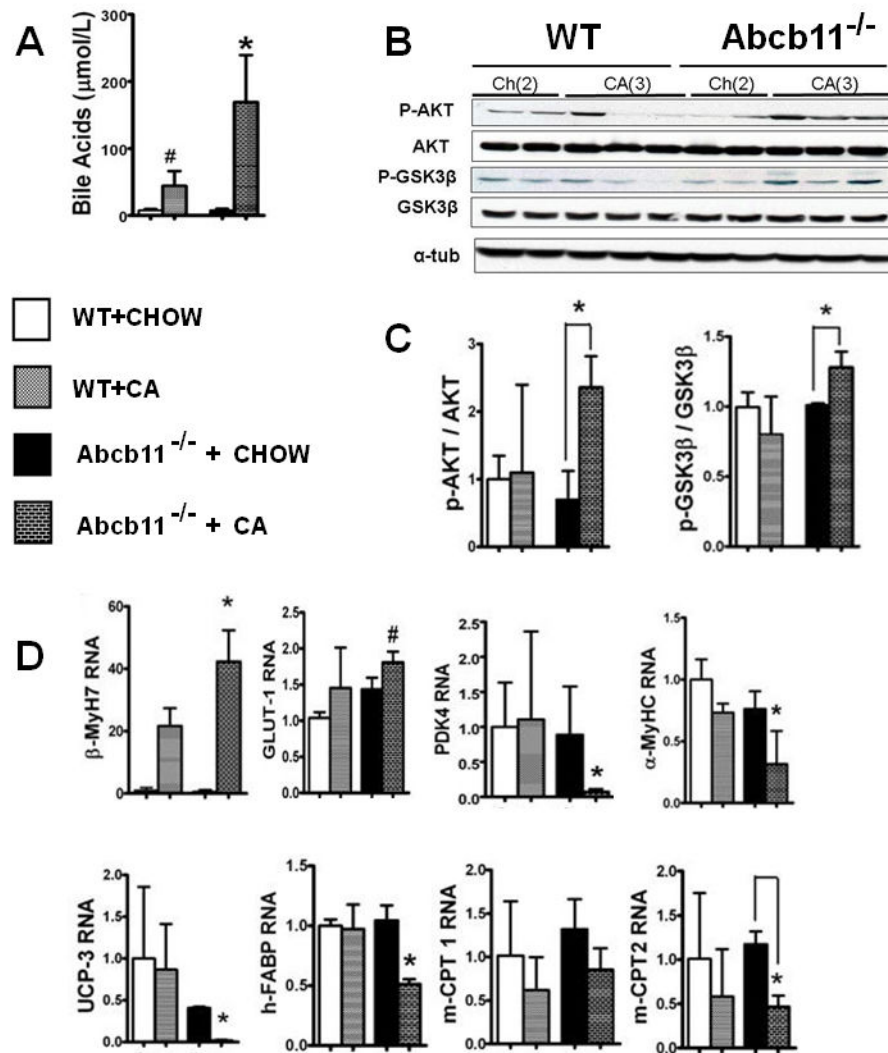 A
Bile Acids (µmol/L)
300
200
100
0
#
*
B
WT
Abcb11-/-
Ch(2)
CA(3)
Ch(2)
CA(3)
P-AKT
AKT
P-GSK3β
GSK3β
α-tub
WT+CHOW
WT+CA
Abcb11-/- + CHOW
Abcb11-/- + CA
C
p-AKT / AKT
3
2
1
0
*
p-GSK3β / GSK3β
1.5
1.0
0.5
0.0
*
D
β-MyH7 RNA
60
40
20
0
*
GLUT-1 RNA
2.5
2.0
1.5
1.0
0.5
0.0
#
PDK4 RNA
2.5
2.0
1.5
1.0
0.5
0.0
*
α-MyHC RNA
1.5
1.0
0.5
0.0
*
UCP-3 RNA
2.0
1.5
1.0
0.5
0.0
*
h-FABP RNA
1.5
1.0
0.5
0.0
*
m-CPT 1 RNA
2.0
1.5
1.0
0.5
0.0
m-CPT2 RNA
2.0
1.5
1.0
0.5
0.0
*